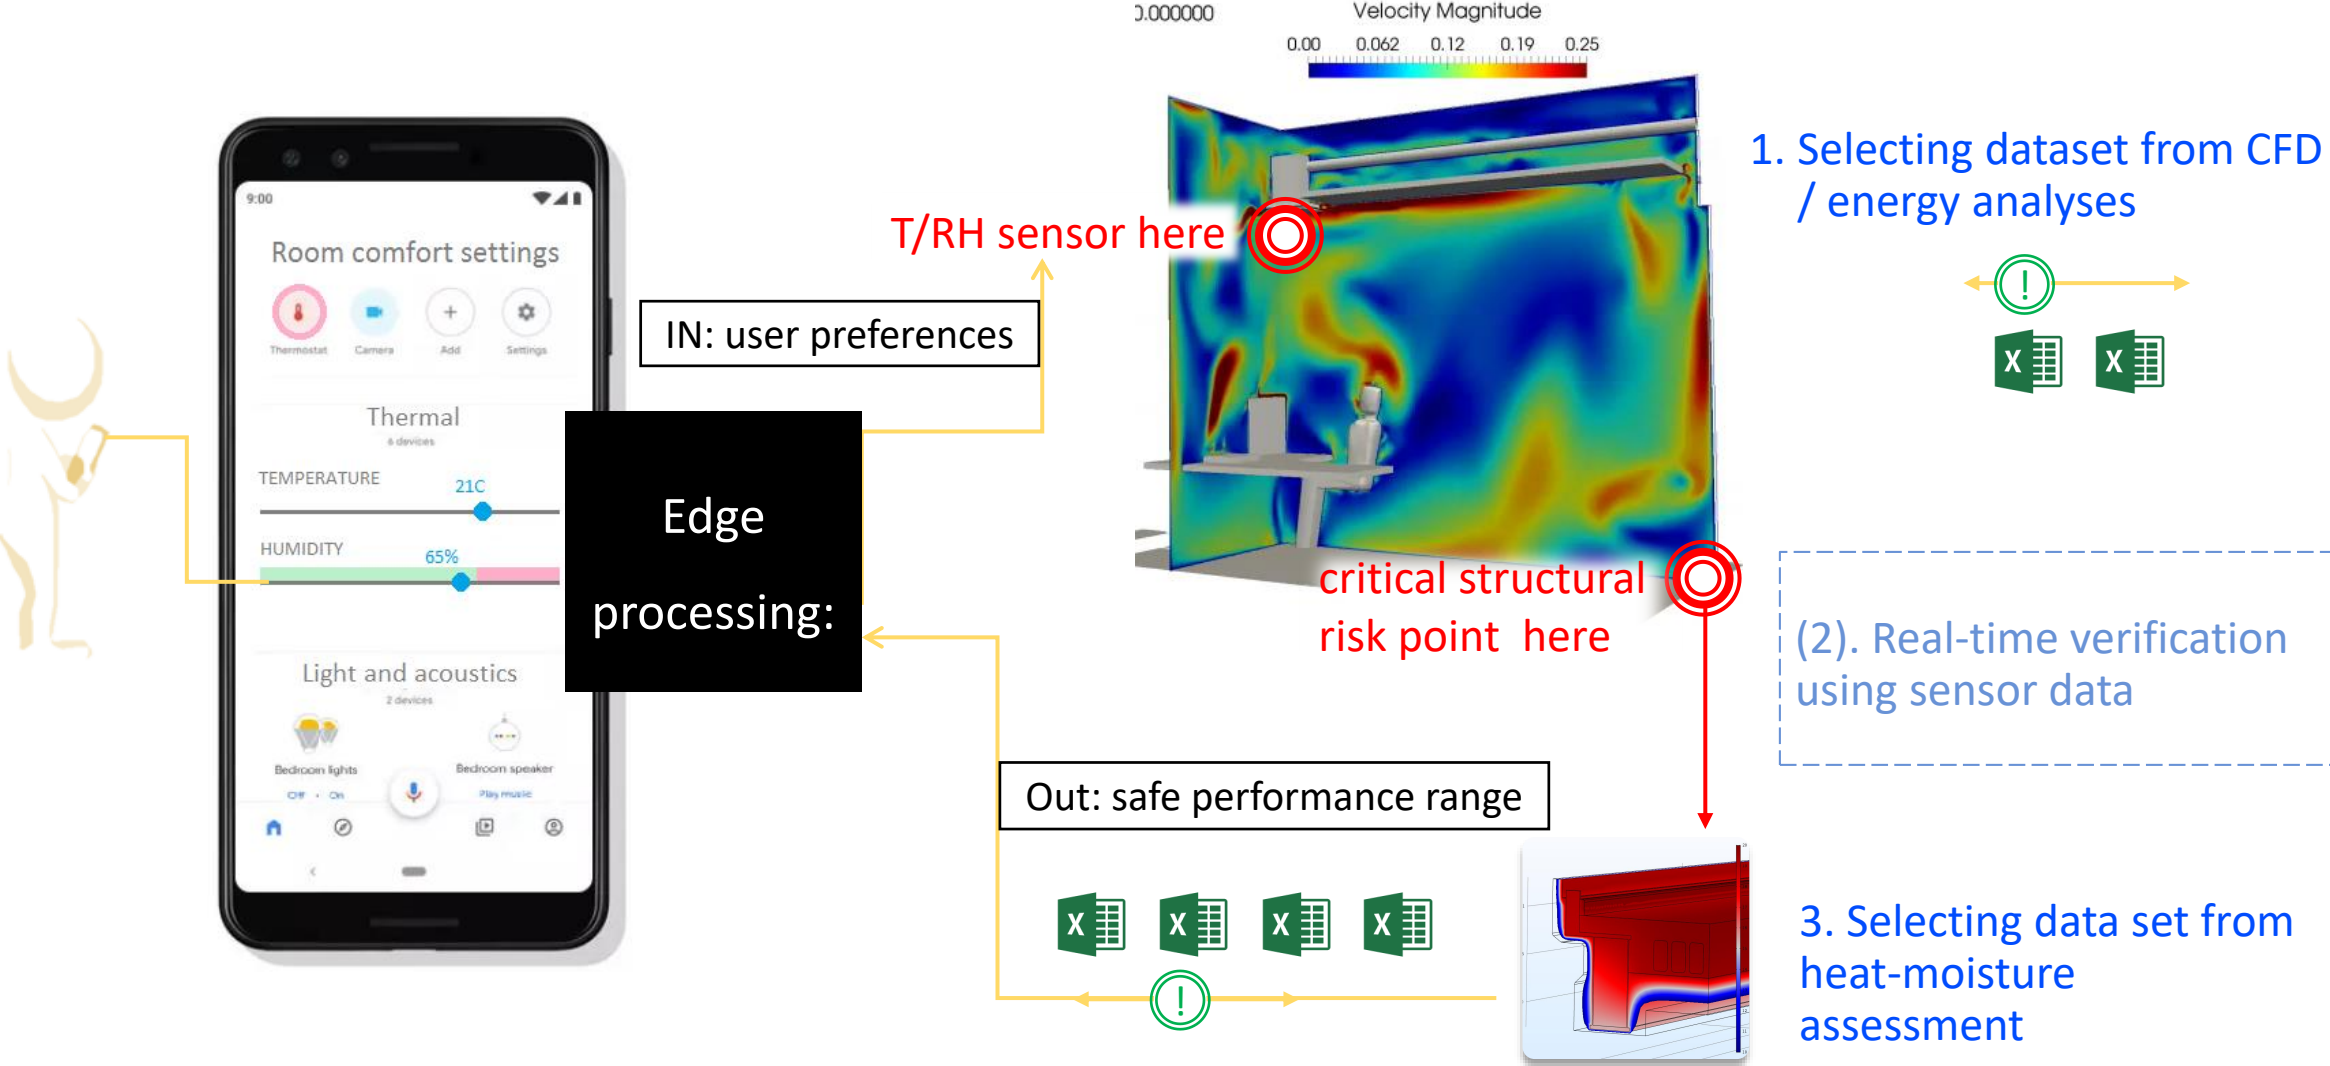 0.000000
Velocity Magnitude
0.00 0.062 0.12 0.19 0.25
9:00
Room comfort settings
Thermostat Camera Add Settings
Thermal
6 devices
TEMPERATURE
21C
HUMIDITY
65%
Light and acoustics
2 devices
Bedroom lights
Off · On
Bedroom speaker
Play music
Edge
processing:
IN: user preferences
T/RH sensor here
critical structural
risk point here
Out: safe performance range
1. Selecting dataset from CFD
/ energy analyses
!
X X
(2). Real-time verification
using sensor data
X X X X
!
3. Selecting data set from
heat-moisture
assessment